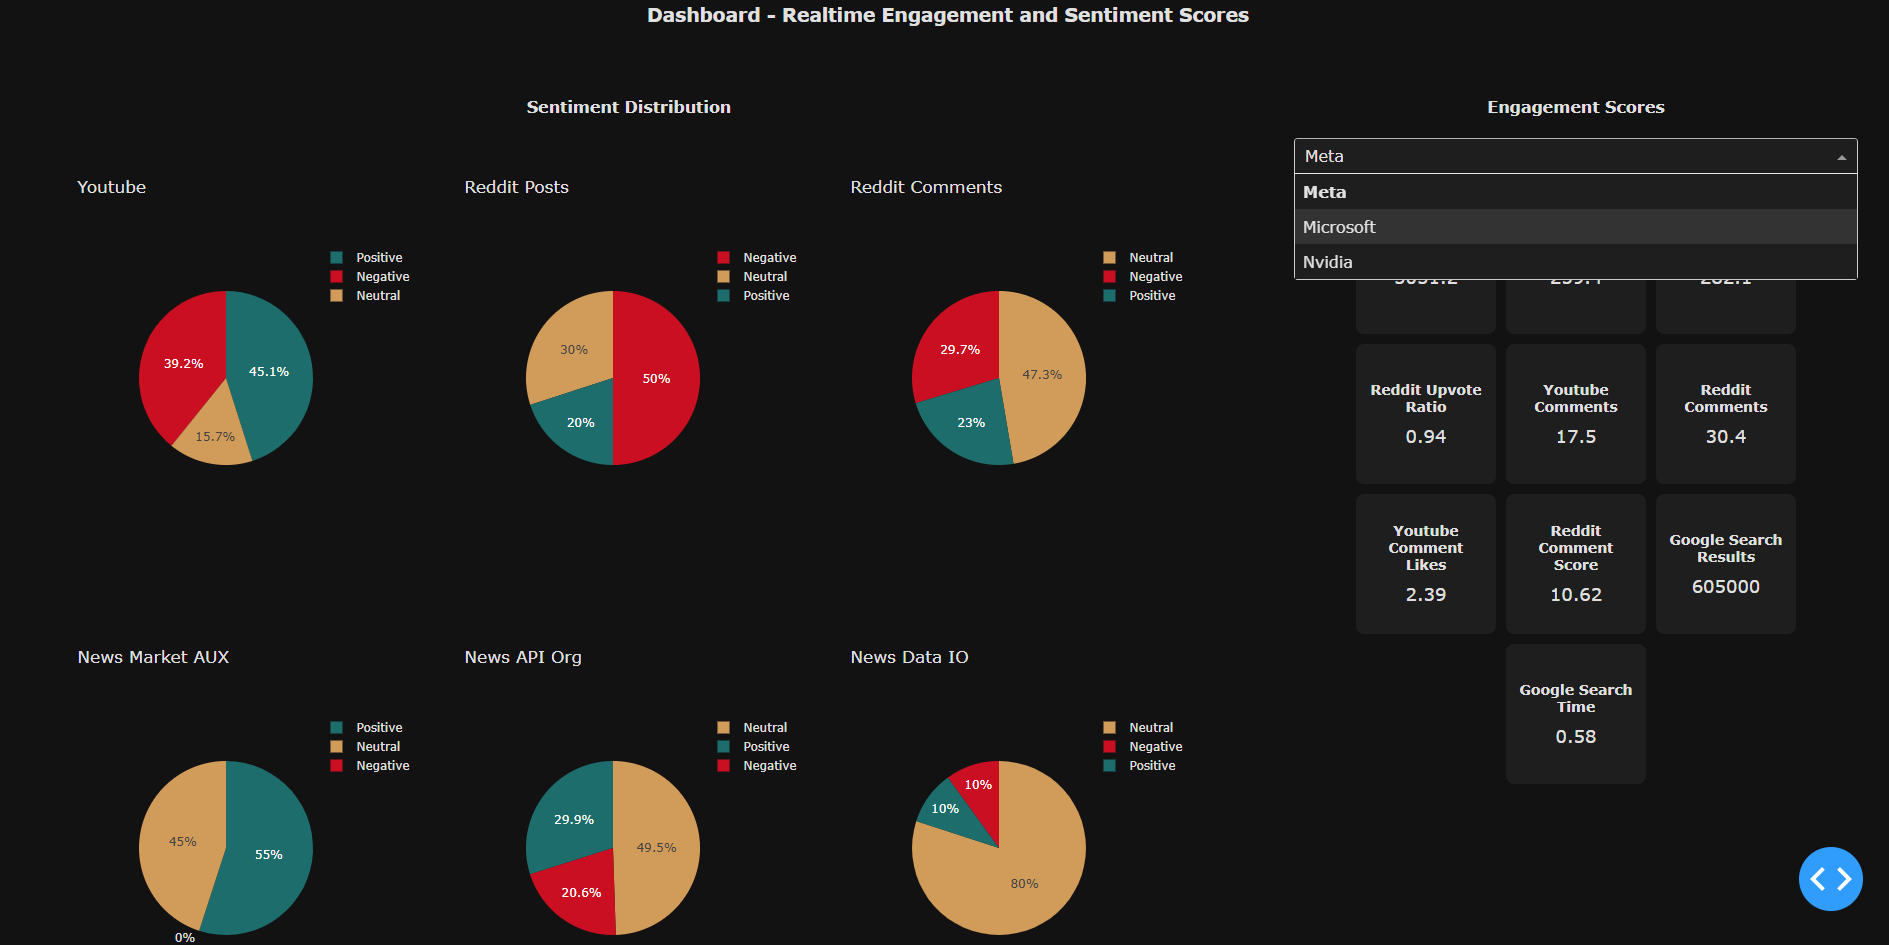 Dashboard - Realtime Engagement and Sentiment Scores
Sentiment Distribution
Youtube
Positive
Negative
Neutral
39.2%
45.1%
15.7%
Reddit Posts
Negative
Neutral
Positive
30%
50%
20%
Reddit Comments
Neutral
Negative
Positive
29.7%
47.3%
23%
News Market AUX
Positive
Neutral
Negative
45%
55%
0%
News API Org
Neutral
Positive
Negative
29.9%
49.5%
20.6%
News Data IO
Neutral
Negative
Positive
10%
10%
80%
Engagement Scores
Meta
Meta
Microsoft
Nvidia
Reddit Upvote
Ratio
0.94
Youtube
Comments
17.5
Reddit
Comments
30.4
Youtube
Comment
Likes
2.39
Reddit
Comment
Score
10.62
Google Search
Results
605000
Google Search
Time
0.58